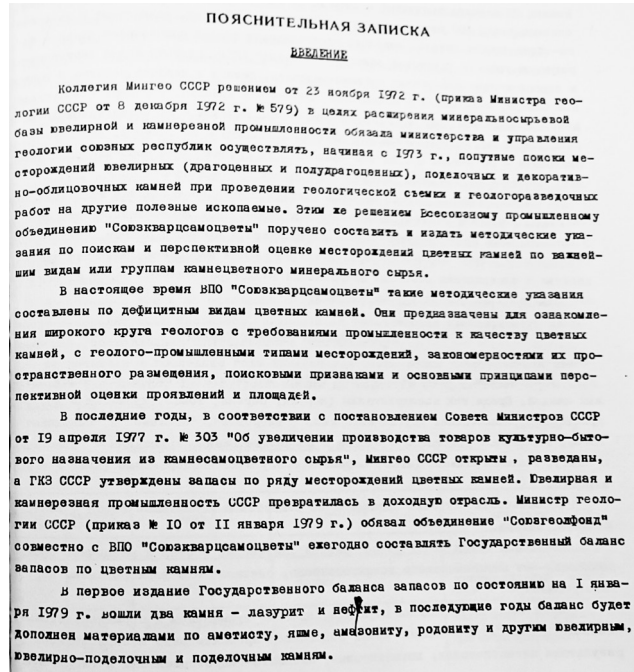 ПОЯСНИТЕЛЬНАЯ ЗАПИСКА
ВВЕДЕНИЕ
Коллегия Мингео СССР решением от 23 ноября 1972 г. (приказ Министра гео-
логии СССР от 8 декабря 1972 г. № 579) в целях расширения минеральносырьевой
базы ювелирной и камнерезной промышленности обязала министерства и управления
геологии союзных республик осуществлять, начиная с 1973 г., попутные поиски ме-
сторождений ювелирных (драгоценных и полудрагоценных), поделочных и декоратив-
но-облицовочных камней при проведении геологической съемки и геологоразведочных
работ на другие полезные ископаемые. Этим же решением Всесоюзному промышленному
объединению "Союзкварцсамоцветы" поручено составить и издать методические ука-
зания по поискам и перспективной оценке месторождений цветных камней по важней-
шим видам или группам камнецветного минерального сырья.
В настоящее время ВПО "Союзкварцсамоцветы" такие методические указания
составлены по дефицитным видам цветных камней. Они предназначены для ознакомле-
ния широкого круга геологов с требованиями промышленности к качеству цветных
камней, с геолого-промышленными типами месторождений, закономерностями их про-
странственного размещения, поисковыми признаками и основными принципами перс-
пективной оценки проявлений и площадей.
В последние годы, в соответствии с постановлением Совета Министров СССР
от 19 апреля 1977 г. № 303 "Об увеличении производства товаров культурно-быто-
вого назначения из камнесамоцветного сырья", Мингео СССР открыты , разведаны,
а ГКЗ СССР утверждены запасы по ряду месторождений цветных камней. Ювелирная и
камнерезная промышленность СССР превратилась в доходную отрасль. Министр геоло-
гии СССР (приказ № 10 от 11 января 1979 г.) обязал объединение "Союзгеолфонд"
совместно с ВПО "Союзкварцсамоцветы" ежегодно составлять Государственный баланс
запасов по цветным камням.
В первое издание Государственного баланса запасов по состоянию на I янва-
ря 1979 г. вошли два камня - лазурит и нефрит, в последующие годы баланс будет
дополнен материалами по аметисту, яшме, амазониту, родониту и другим ювелирным,
ювелирно-поделочным и поделочным камням.